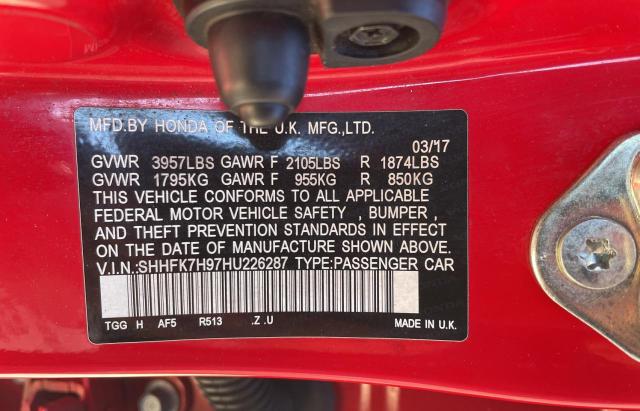 MFD.BY HONDA OF THE U.K. MFG.,LTD.
03/17
GVWR 3957LBS GAWR F 2105LBS R 1874LBS
GVWR 1795KG GAWR F 955KG R 850KG
THIS VEHICLE CONFORMS TO ALL APPLICABLE
FEDERAL MOTOR VEHICLE SAFETY , BUMPER ,
AND THEFT PREVENTION STANDARDS IN EFFECT
ON THE DATE OF MANUFACTURE SHOWN ABOVE.
V.I.N.:SHHFK7H97HU226287 TYPE:PASSENGER CAR
TGG H AF5 R513 .Z .U MADE IN U.K.